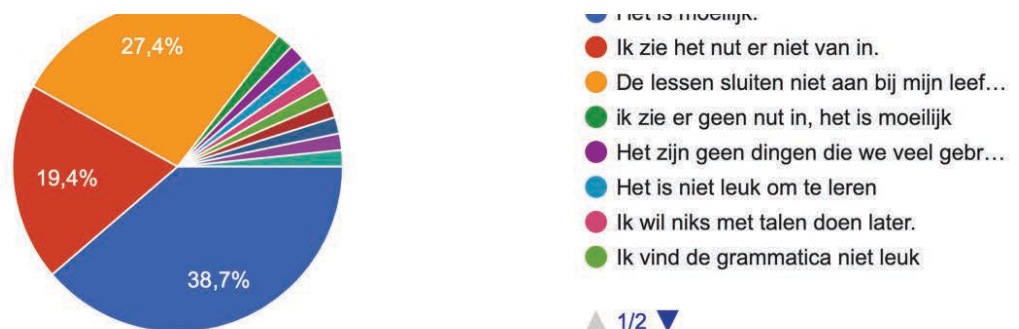 27,4%
19,4%
38,7%
Het is moeilijk.
Ik zie het nut er niet van in.
De lessen sluiten niet aan bij mijn leef…
ik zie er geen nut in, het is moeilijk
Het zijn geen dingen die we veel gebr…
Het is niet leuk om te leren
Ik wil niks met talen doen later.
Ik vind de grammatica niet leuk
1/2